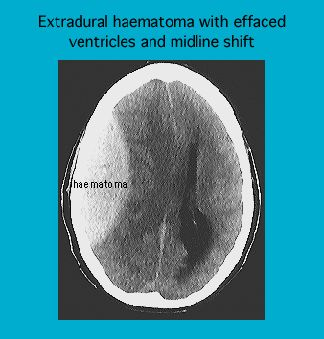 Extradural haematoma with effaced
ventricles and midline shift
haematoma